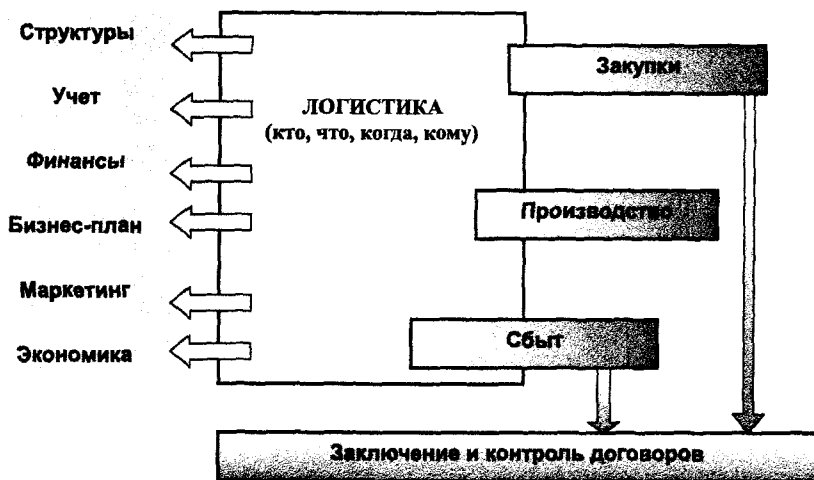 Структуры
Учет
Финансы
Бизнес-план
Маркетинг
Экономика
ЛОГИСТИКА
(кто, что, когда, кому)
Закупки
Производство
Сбыт
Заключение и контроль договоров